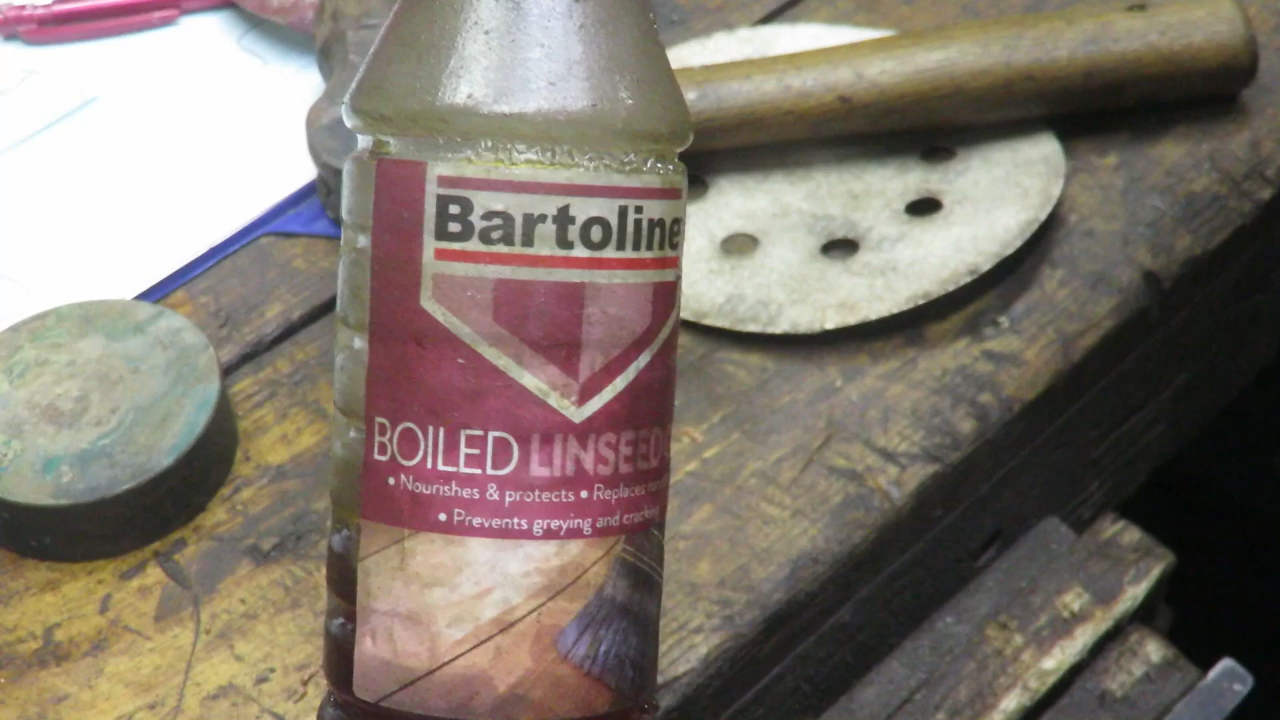 Bartoline
BOILED LINSEED
• Nourishes & protects • Replaces
• Prevents greying and cracking